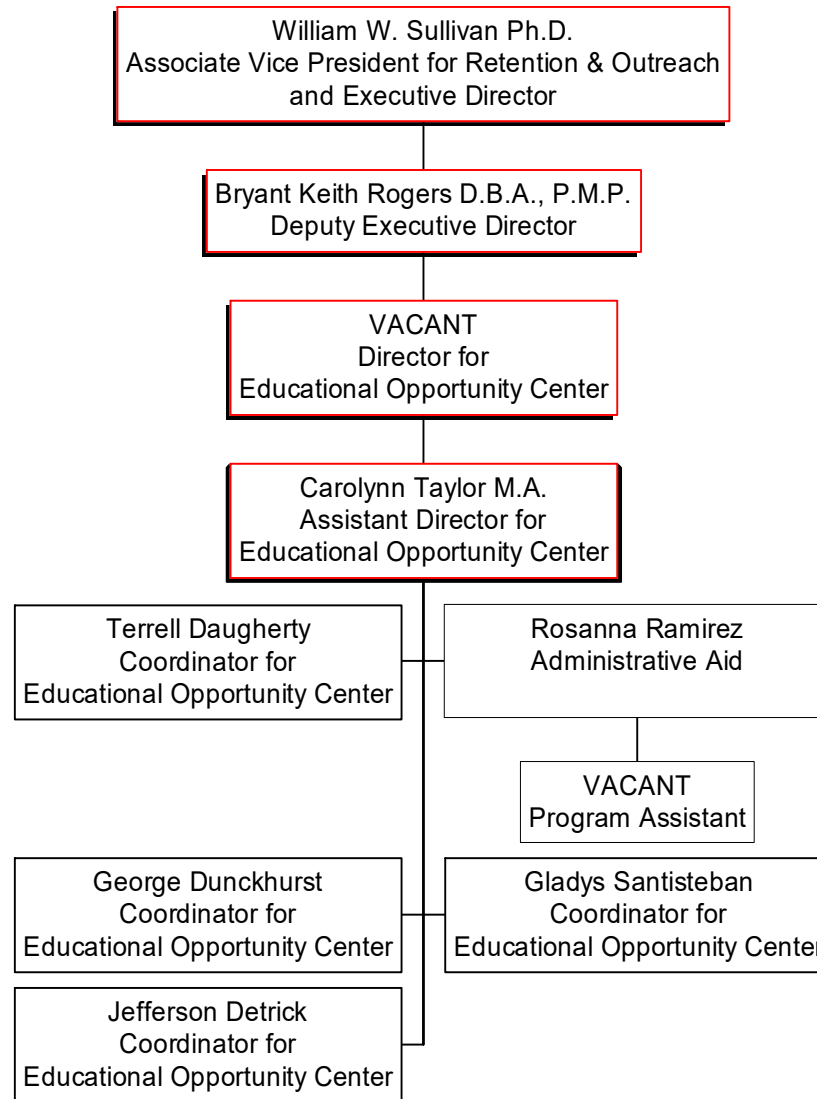 William W. Sullivan Ph.D.
Associate Vice President for Retention & Outreach
and Executive Director
Bryant Keith Rogers D.B.A., P.M.P.
Deputy Executive Director
VACANT
Director for
Educational Opportunity Center
Carolynn Taylor M.A.
Assistant Director for
Educational Opportunity Center
Terrell Daugherty
Coordinator for
Educational Opportunity Center
Rosanna Ramirez
Administrative Aid
VACANT
Program Assistant
George Dunckhurst
Coordinator for
Educational Opportunity Center
Gladys Santisteban
Coordinator for
Educational Opportunity Center
Jefferson Detrick
Coordinator for
Educational Opportunity Center